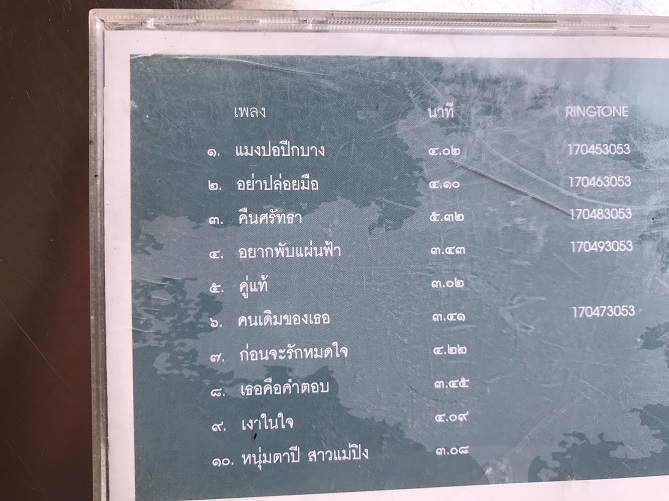 เพลง นาที RINGTONE
๑. แมงปอปีกบาง ๔.๐๒ 170453053
๒. อย่าปล่อยมือ ๔.๑๐ 170463053
๓. คืนศรัทธา ๕.๓๒ 170483053
๔. อยากพับแผ่นฟ้า ๓.๔๓ 170493053
๕. คู่แท้ ๓.๐๒
๖. คนเดิมของเธอ ๓.๔๑ 170473053
๗. ก่อนจะรักหมดใจ ๔.๒๒
๘. เธอคือคำตอบ ๓.๔๕
๙. เงาในใจ ๔.๐๙
๑๐. หนุ่มตาปี สาวแม่ปิง ๓.๐๘